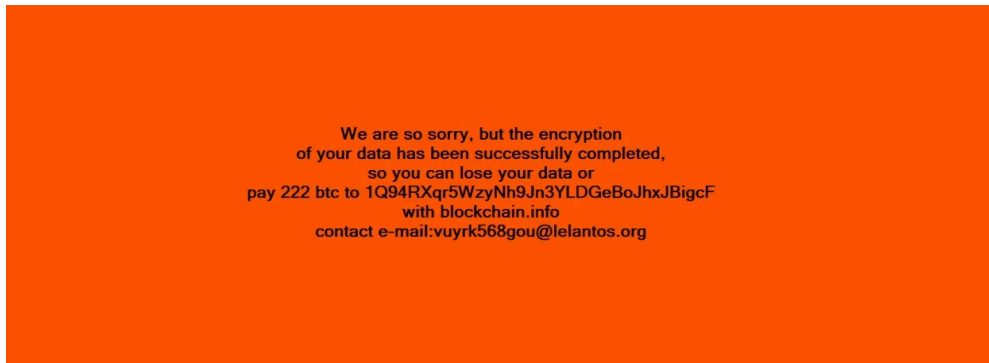 We are so sorry, but the encryption
of your data has been successfully completed,
so you can lose your data or
pay 222 btc to 1Q94RXqr5WzyNh9Jn3YLDGeBoJhxJBigcF
with blockchain.info
contact e-mail:vuyrk568gou@lelantos.org